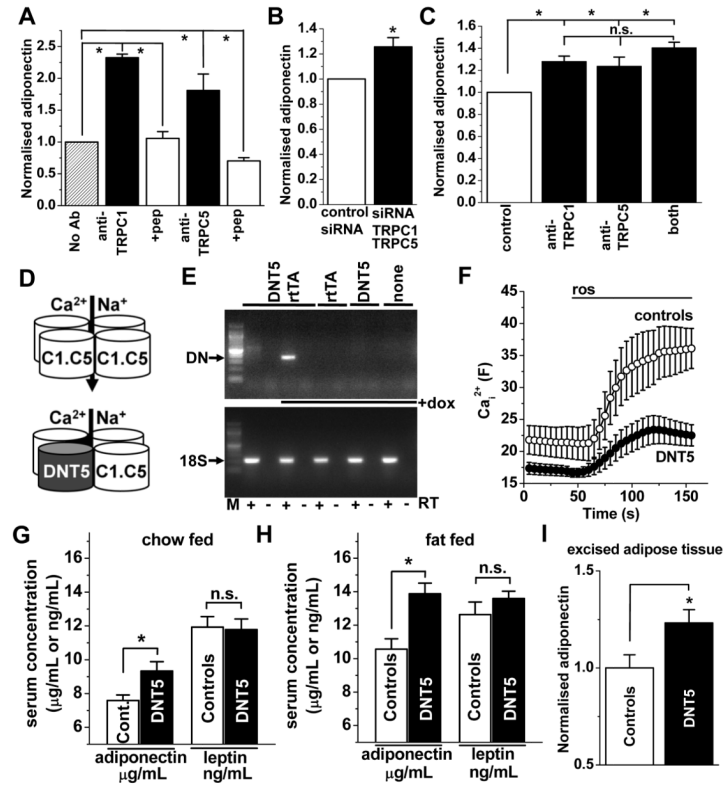 A
Normalised adiponectin
2.5
2.0
1.5
1.0
0.5
0.0
* * * *
No Ab
anti-TRPC1
+pep
anti-TRPC5
+pep
B
Normalised adiponectin
1.4
1.2
1.0
0.8
0.6
0.4
0.2
0.0
*
control siRNA
siRNA TRPC1 TRPC5
C
Normalised adiponectin
1.6
1.4
1.2
1.0
0.8
0.6
0.4
0.2
0.0
* * *
n.s.
control
anti-TRPC1
anti-TRPC5
both
D
Ca2+ Na+
C1.C5 C1.C5
Ca2+ Na+
DNT5 C1.C5
E
DNT5 rtTA
rtTA
DNT5
none
DN
+dox
18S
M + - + - + - + - + - RT
F
ros
controls
DNT5
Cai2+ (F)
45
40
35
30
25
20
15
0 50 100 150
Time (s)
G
chow fed
serum concentration (μg/mL or ng/mL)
16
14
12
10
8
6
*
n.s.
Cont.
DNT5
Controls
DNT5
adiponectin μg/mL
leptin ng/mL
H
fat fed
serum concentration (μg/mL or ng/mL)
16
14
12
10
8
6
*
n.s.
Controls
DNT5
Controls
DNT5
adiponectin μg/mL
leptin ng/mL
I
excised adipose tissue
Normalised adiponectin
1.5
1.0
0.5
*
Controls
DNT5